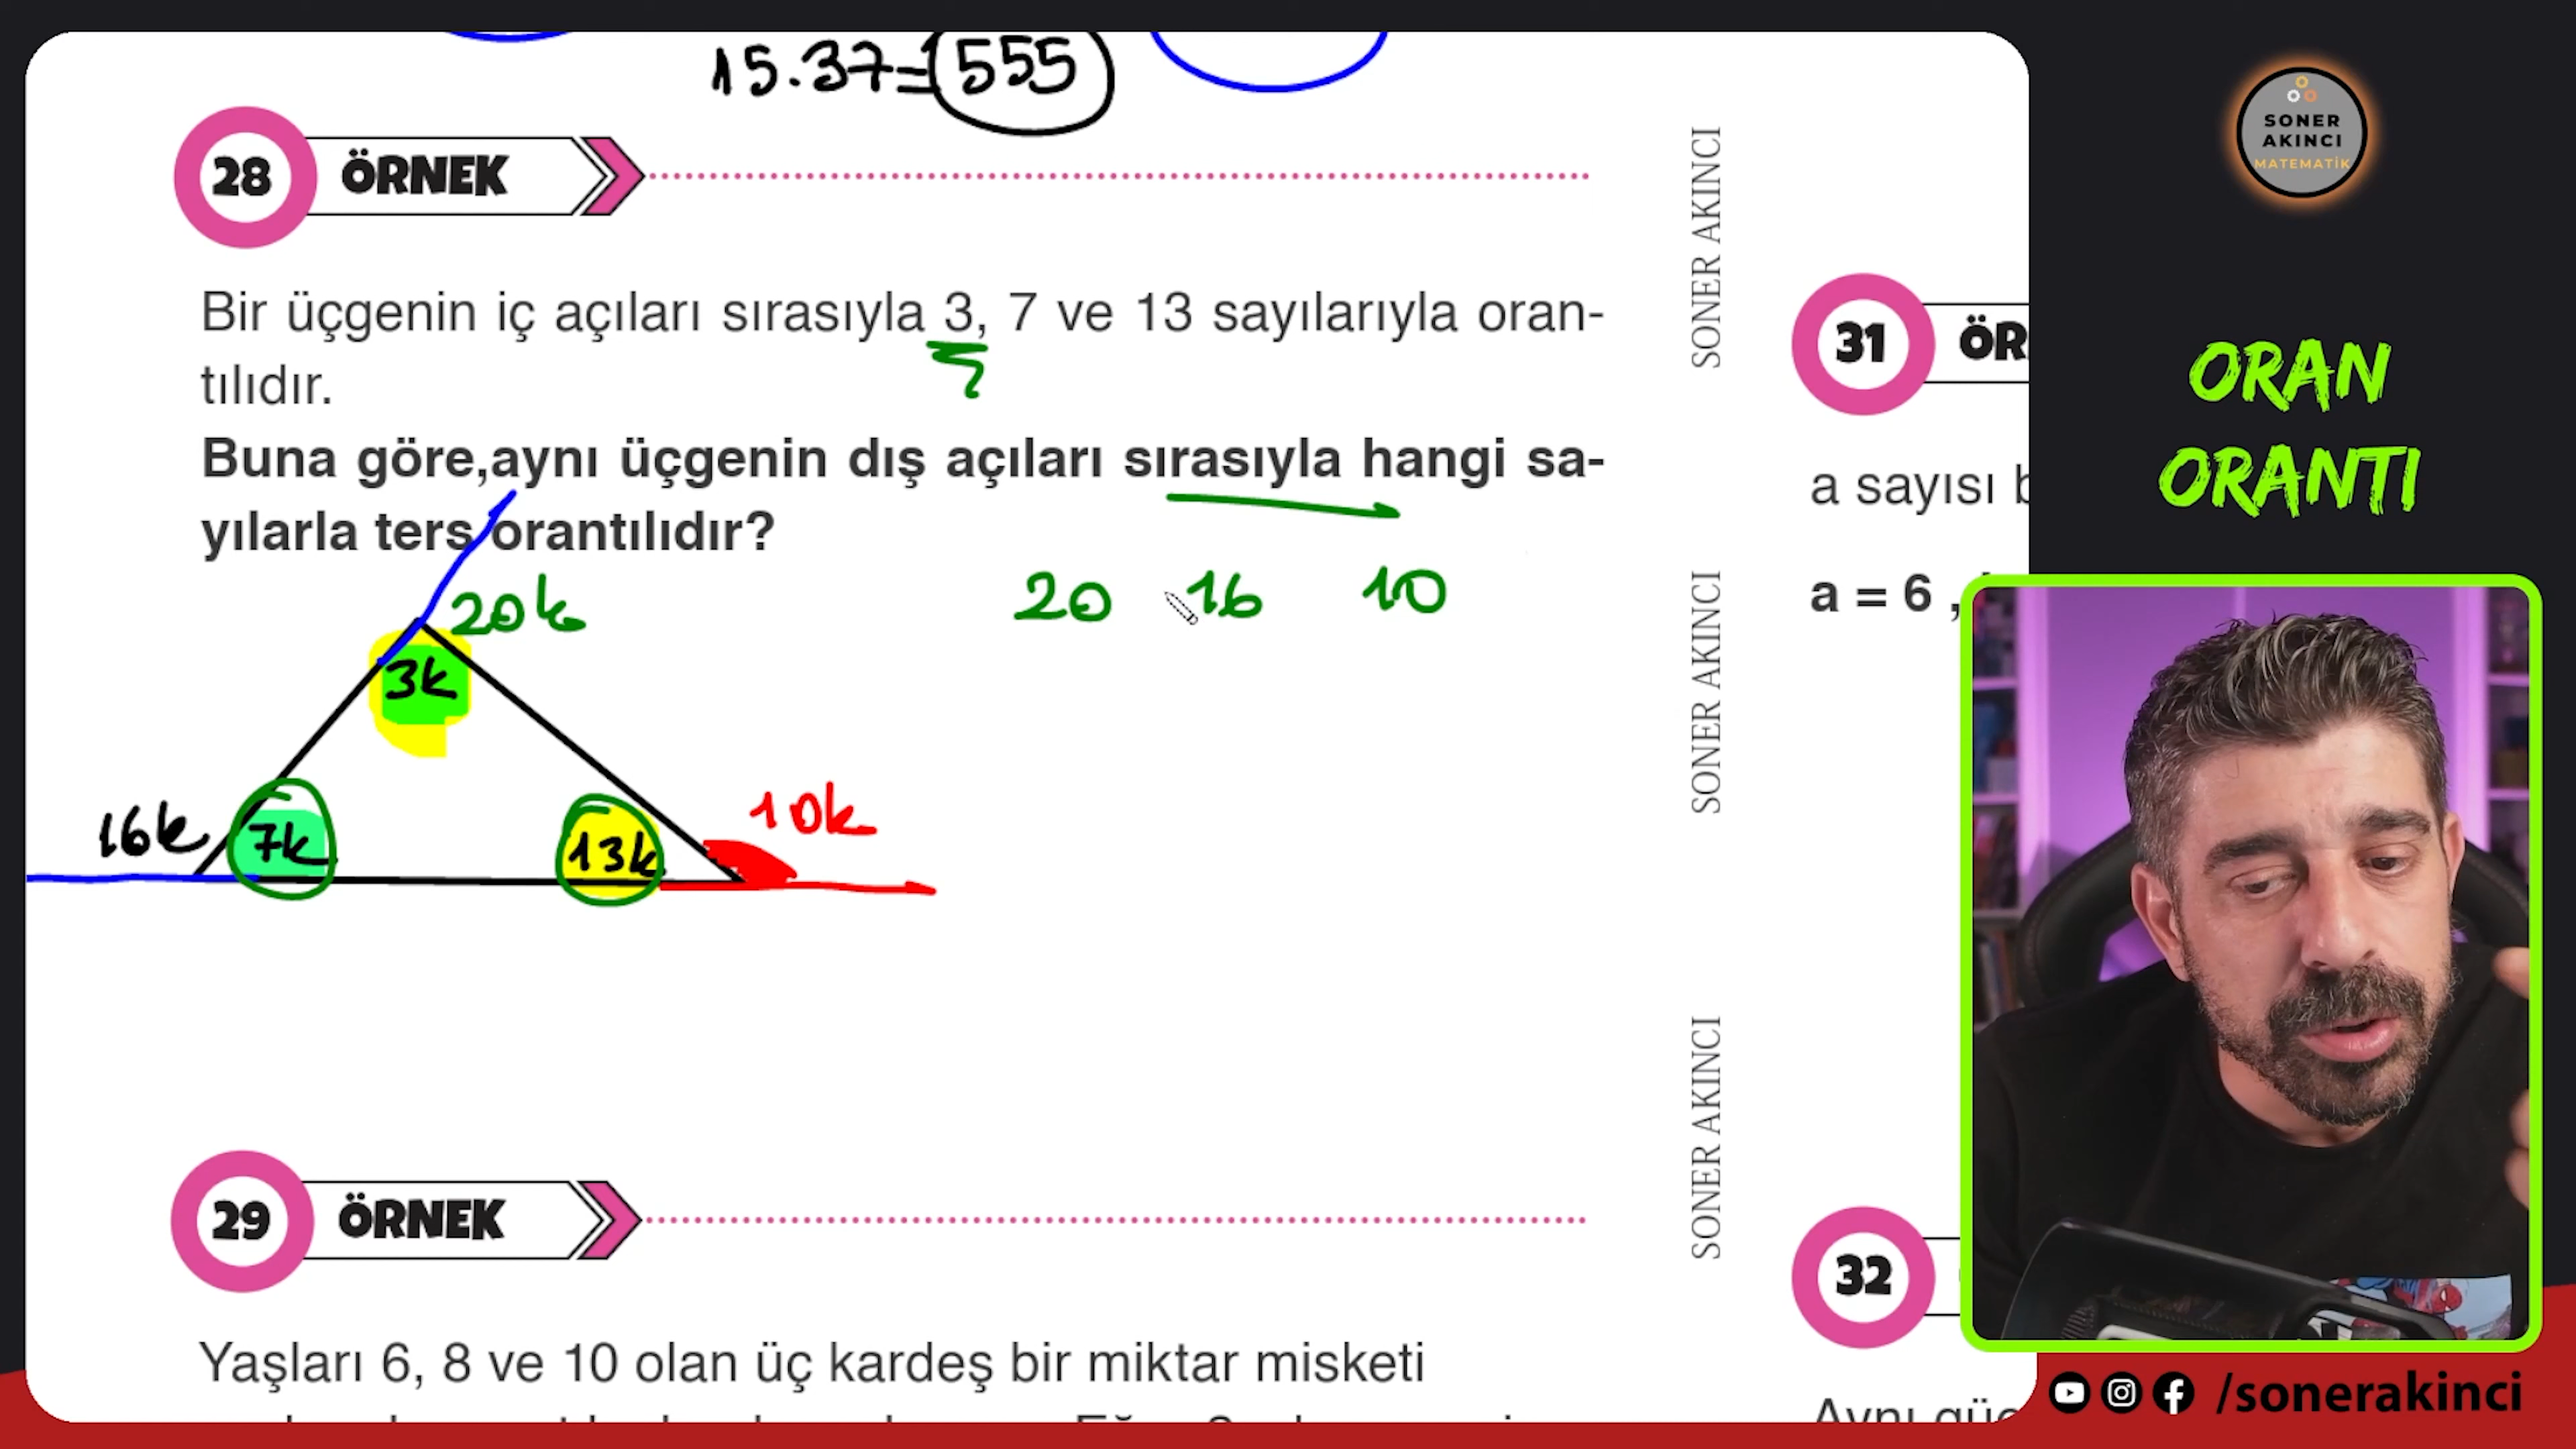 15.37=555
28 ÖRNEK
Bir üçgenin iç açıları sırasıyla 3, 7 ve 13 sayılarıyla oran-
tılıdır.
Buna göre,aynı üçgenin dış açıları sırasıyla hangi sa-
yılarla ters orantılıdır?
20 16 10
20k
3k
16k 7k 13k 10k
29 ÖRNEK
Yaşları 6, 8 ve 10 olan üç kardeş bir miktar misketi
SONER AKINCI
SONER AKINCI
SONER AKINCI
31 ÖR
a sayısı b
a = 6 ,
32
Aynı güç
SONER
AKINCI
MATEMATİK
ORAN
ORANTI
/sonerakinci